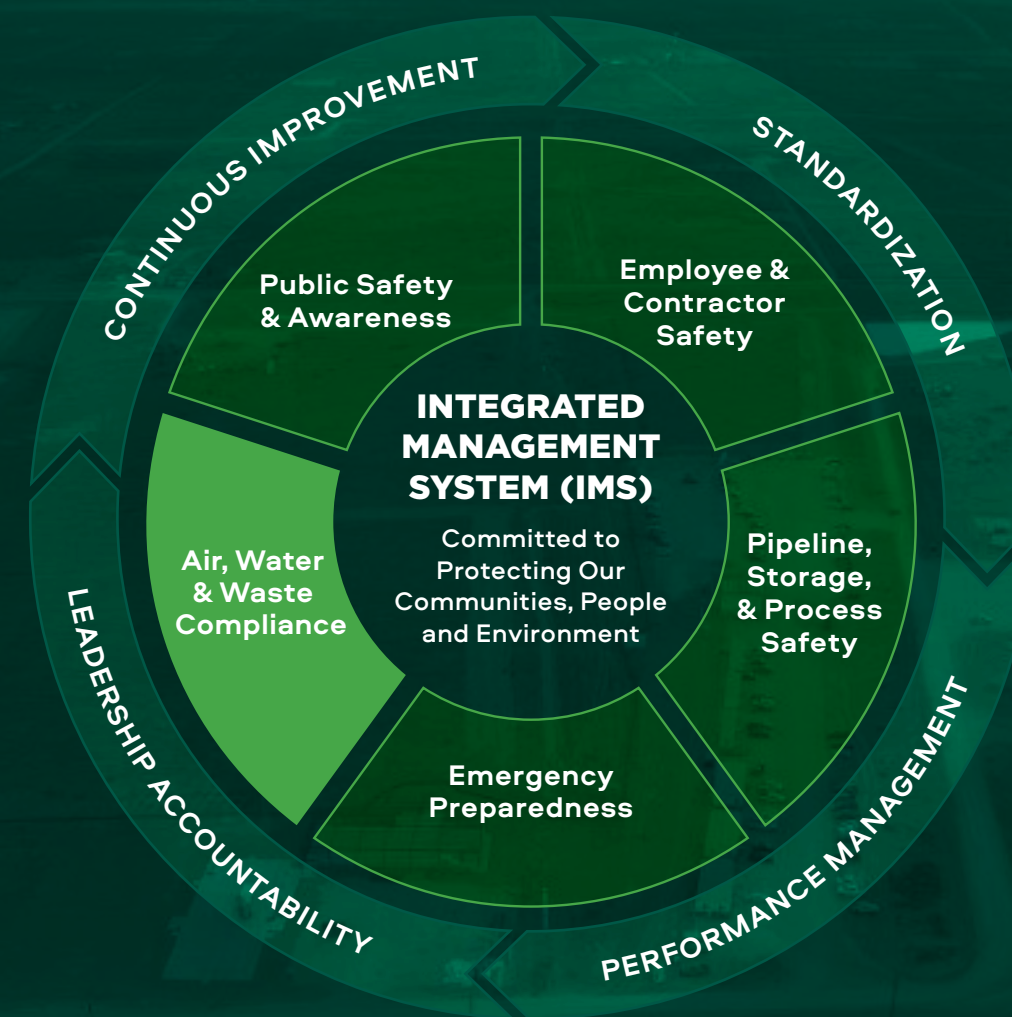 CONTINUOUS IMPROVEMENT
STANDARDIZATION
Public Safety
& Awareness
Employee &
Contractor
Safety
INTEGRATED
MANAGEMENT
SYSTEM (IMS)
Committed to
Protecting Our
Communities, People
and Environment
Air, Water
& Waste
Compliance
Pipeline,
Storage,
& Process
Safety
Emergency
Preparedness
LEADERSHIP ACCOUNTABILITY
PERFORMANCE MANAGEMENT